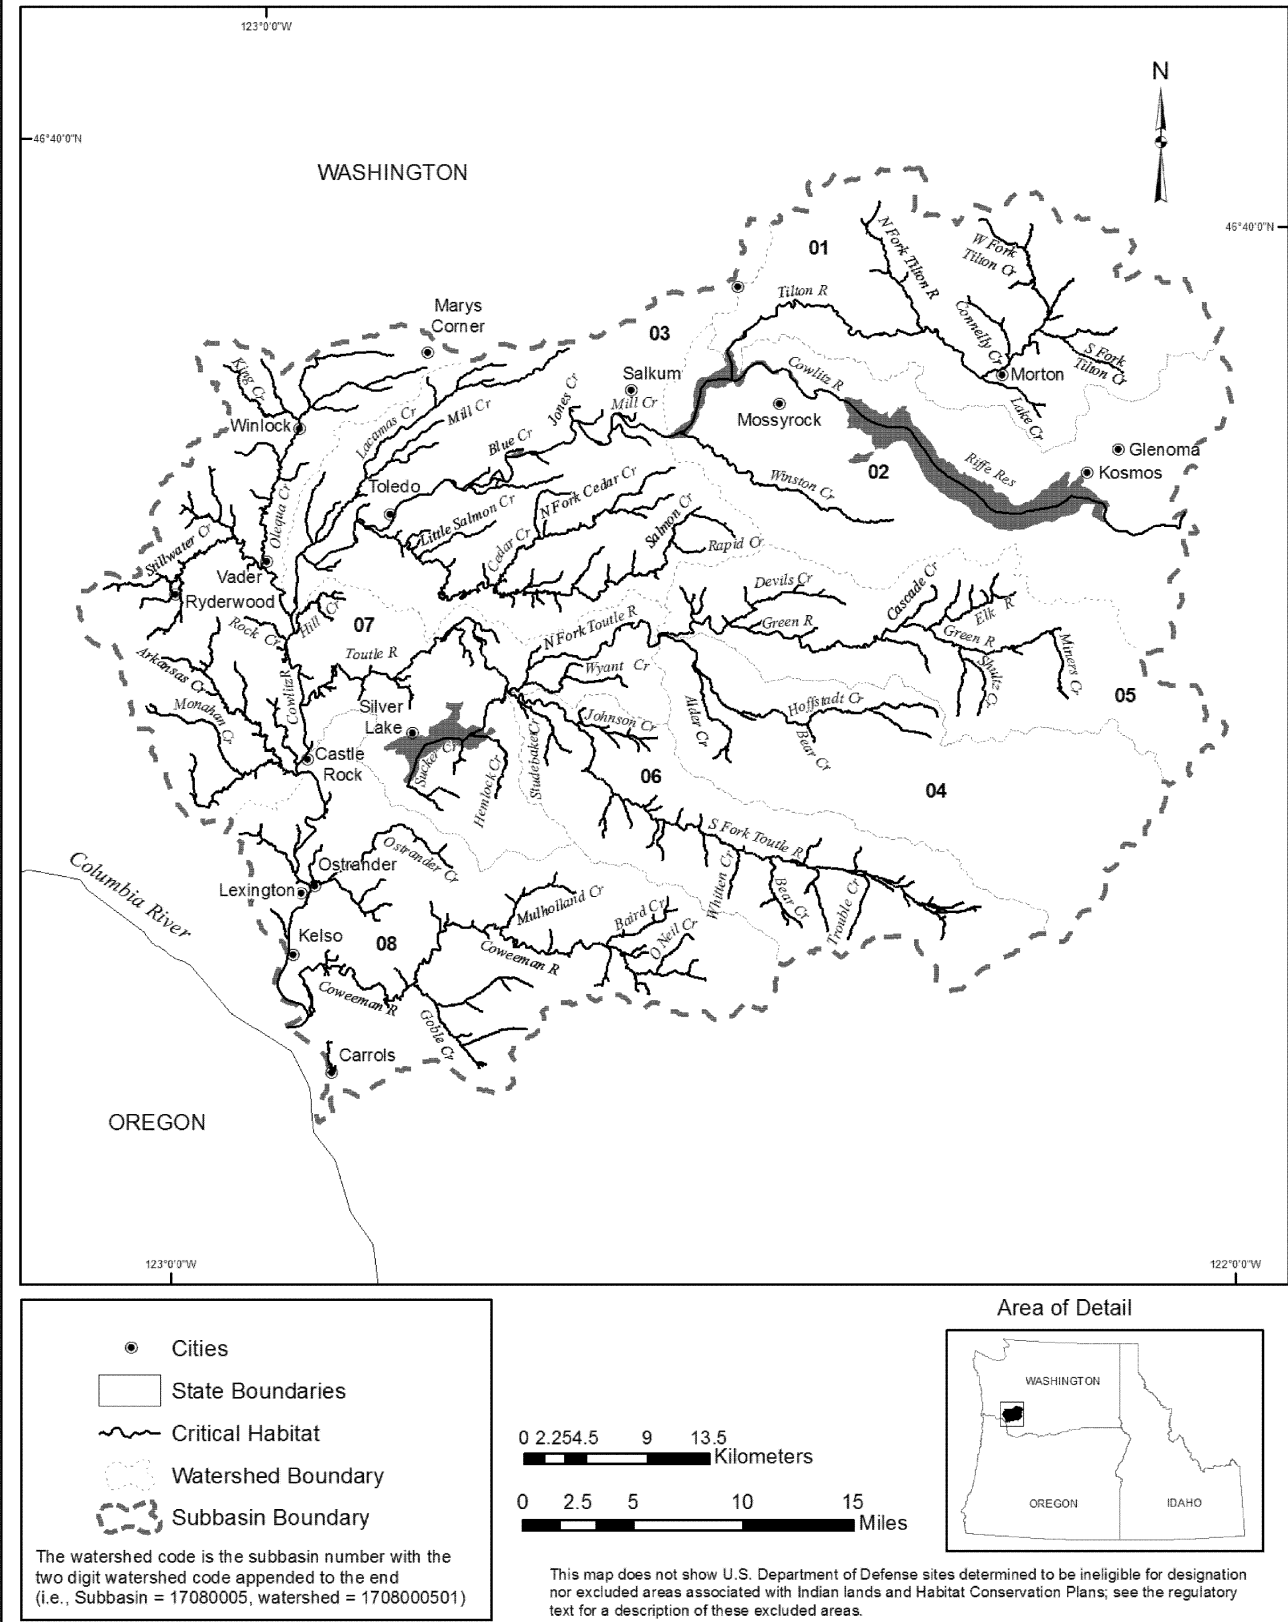 123°0'0"W
N
46°40'0"N
WASHINGTON
46°40'0"N
01
N Fork Tilton R
W Fork
Tilton Cr
Tilton R
Connelly Cr
S Fork
Tilton Cr
Morton
Lake Cr
Marys
Corner
03
Salkum
Mill Cr
Cowlitz R
Mossyrock
Glenoma
Kosmos
Riffe Res
02
Winston Cr
King Cr
Winlock
Lacamas Cr
Mill Cr
Jones Cr
Blue Cr
Toledo
Olequa Cr
Little Salmon Cr
N Fork Cedar Cr
Cedar Cr
Salmon Cr
Rapid Cr
Stillwater Cr
Vader
Ryderwood
Rock Cr
Hill Cr
07
Toutle R
N Fork Toutle R
Wyant Cr
Devils Cr
Green R
Cascade Cr
Elk R
Green R
Shultz Cr
Miners Cr
05
Arkansas Cr
Monahan Cr
Cowlitz R
Silver
Lake
Castle
Rock
Sucker Cr
Hemlock Cr
Studebaker Cr
Johnson Cr
Alder Cr
Hoffstadt Cr
Bear Cr
06
04
S Fork Toutle R
Whitten Cr
Bear Cr
Trouble Cr
Columbia River
Ostrander
Ostrander Cr
Lexington
Kelso
08
Mulholland Cr
Baird Cr
O Neil Cr
Coweeman R
Coweeman R
Goble Cr
Carrols
OREGON
123°0'0"W
122°0'0"W
Cities
State Boundaries
Critical Habitat
Watershed Boundary
Subbasin Boundary
The watershed code is the subbasin number with the
two digit watershed code appended to the end
(i.e., Subbasin = 17080005, watershed = 1708000501)
0 2.254.5 9 13.5
Kilometers
0 2.5 5 10 15
Miles
Area of Detail
WASHINGTON
OREGON
IDAHO
This map does not show U.S. Department of Defense sites determined to be ineligible for designation
nor excluded areas associated with Indian lands and Habitat Conservation Plans; see the regulatory
text for a description of these excluded areas.